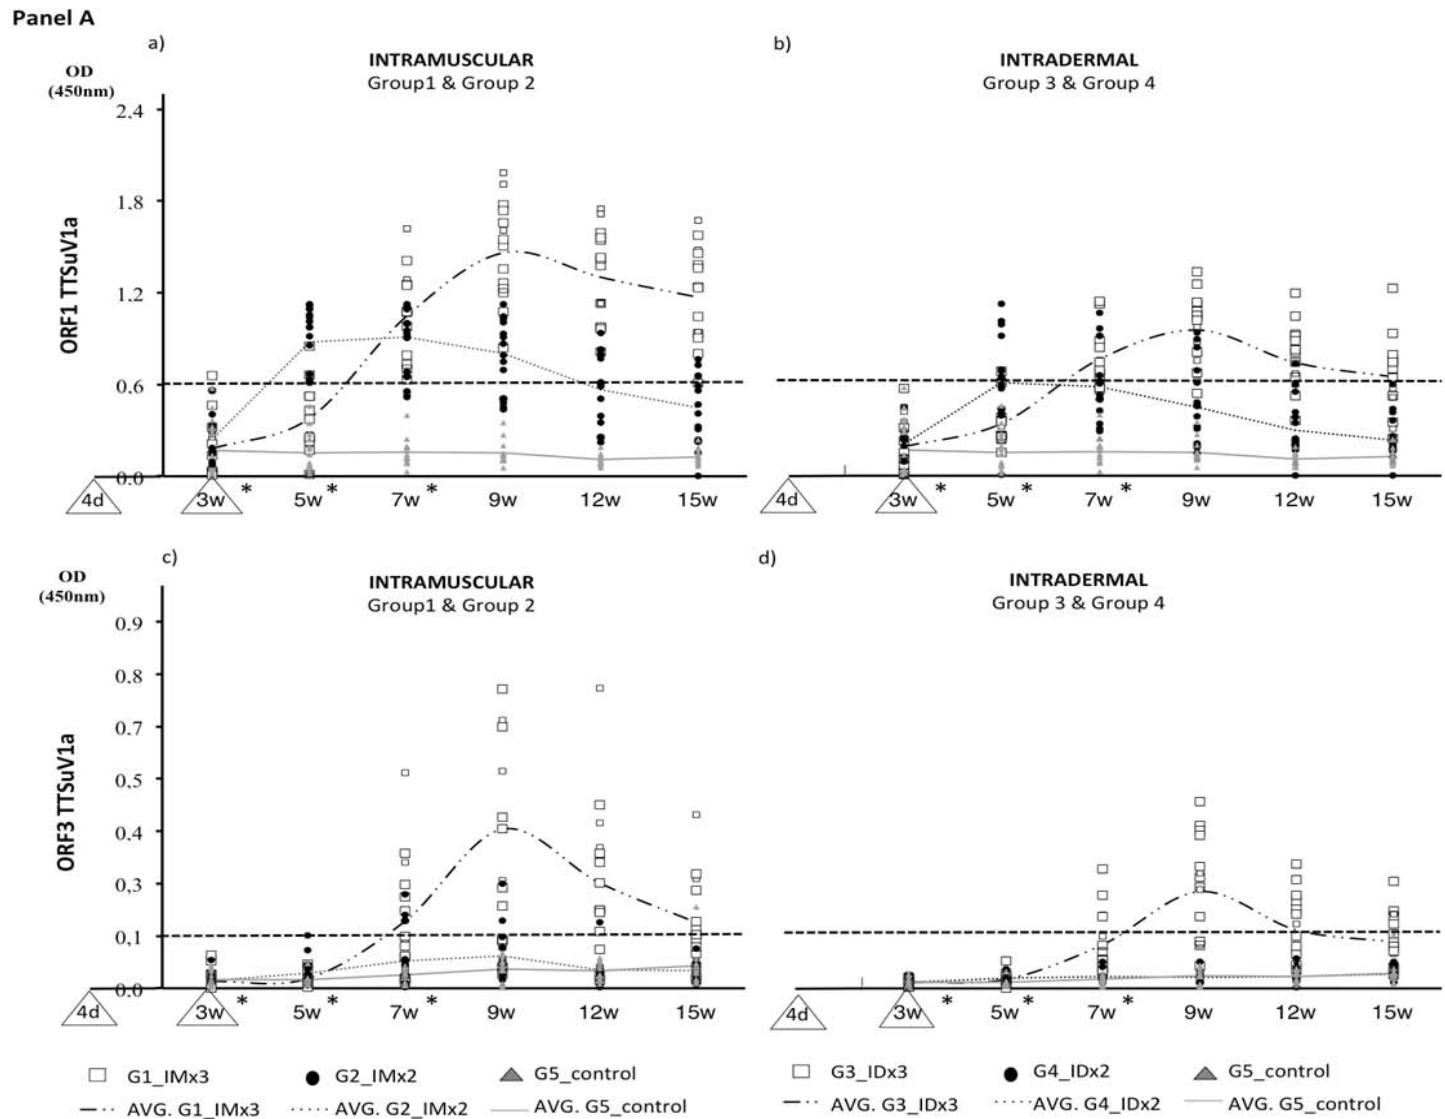 Panel A
a)
INTRAMUSCULAR
Group1 & Group 2
OD
(450nm)
ORF1 TTSuV1a
2.4
1.8
1.2
0.6
0.0
4d
3w
*
5w
*
7w
*
9w
12w
15w
b)
INTRADERMAL
Group 3 & Group 4
4d
3w
*
5w
*
7w
*
9w
12w
15w
c)
INTRAMUSCULAR
Group1 & Group 2
OD
(450nm)
ORF3 TTSuV1a
0.9
0.8
0.7
0.5
0.4
0.3
0.1
0.0
4d
3w
*
5w
*
7w
*
9w
12w
15w
d)
INTRADERMAL
Group 3 & Group 4
4d
3w
*
5w
*
7w
*
9w
12w
15w
G1_IMx3 G2_IMx2 G5_control
AVG. G1_IMx3 AVG. G2_IMx2 AVG. G5_control
G3_IDx3 G4_IDx2 G5_control
AVG. G3_IDx3 AVG. G4_IDx2 AVG. G5_control